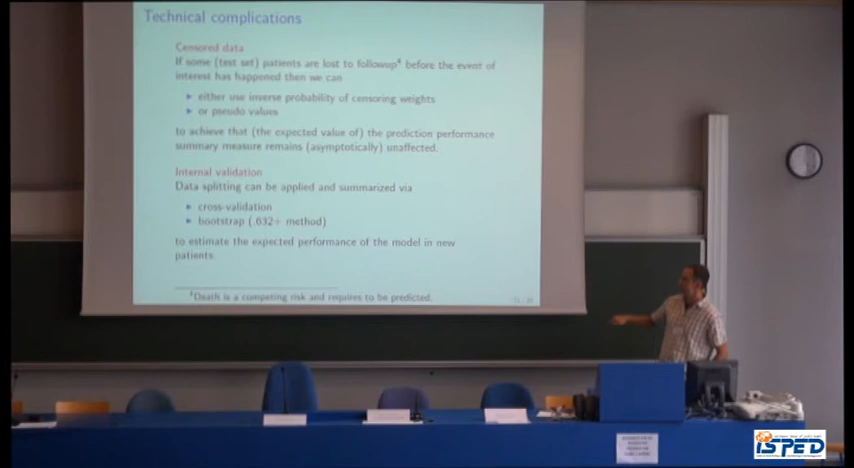 Technical complications
Censored data
If some (test set) patients are lost to followup⁴ before the event of
interest has happened then we can
► either use inverse probability of censoring weights
► or pseudo values
to achieve that (the expected value of) the prediction performance
summary measure remains (asymptotically) unaffected.
Internal validation
Data splitting can be applied and summarized via
► cross-validation
► bootstrap (.632+ method)
to estimate the expected performance of the model in new
patients.
⁴Death is a competing risk and requires to be predicted.
ISPED